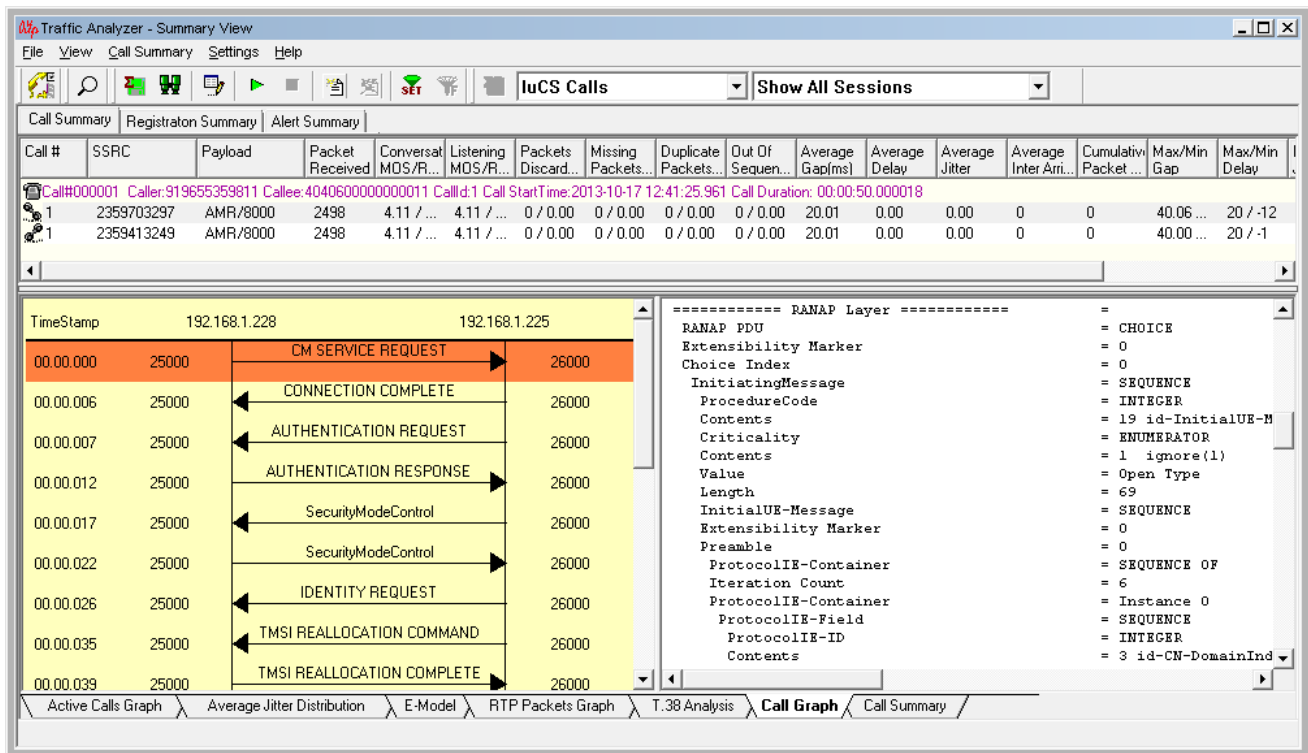 Traffic Analyzer - Summary View
File View Call Summary Settings Help
SET IuCS Calls Show All Sessions
Call Summary Registraton Summary Alert Summary
Call # SSRC Payload Packet Conversat Listening Packets Missing Duplicate Out Of Average Average Average Average Cumulativ Max/Min Max/Min
Received MOS/R... MOS/R... Discard... Packets... Packets... Sequen... Gap(ms) Delay Jitter Inter Arri... Packet ... Gap Delay
Call#000001 Caller:919655359811 Callee:4040600000000011 CallId:1 Call StartTime:2013-10-17 12:41:25.961 Call Duration: 00:00:50.000018
1 2359703297 AMR/8000 2498 4.11 / ... 4.11 / ... 0 / 0.00 0 / 0.00 0 / 0.00 0 / 0.00 20.01 0.00 0.00 0 0 40.06 ... 20 / -12
1 2359413249 AMR/8000 2498 4.11 / ... 4.11 / ... 0 / 0.00 0 / 0.00 0 / 0.00 0 / 0.00 20.01 0.00 0.00 0 0 40.00 ... 20 / -1
TimeStamp 192.168.1.228 192.168.1.225
00.00.000 25000 CM SERVICE REQUEST 26000
00.00.006 25000 CONNECTION COMPLETE 26000
00.00.007 25000 AUTHENTICATION REQUEST 26000
00.00.012 25000 AUTHENTICATION RESPONSE 26000
00.00.017 25000 SecurityModeControl 26000
00.00.022 25000 SecurityModeControl 26000
00.00.026 25000 IDENTITY REQUEST 26000
00.00.035 25000 TMSI REALLOCATION COMMAND 26000
00.00.039 25000 TMSI REALLOCATION COMPLETE 26000
============ RANAP Layer ============ =
RANAP PDU = CHOICE
Extensibility Marker = 0
Choice Index = 0
InitiatingMessage = SEQUENCE
ProcedureCode = INTEGER
Contents = 19 id-InitialUE-M
Criticality = ENUMERATOR
Contents = 1 ignore(1)
Value = Open Type
Length = 69
InitialUE-Message = SEQUENCE
Extensibility Marker = 0
Preamble = 0
ProtocolIE-Container = SEQUENCE OF
Iteration Count = 6
ProtocolIE-Container = Instance 0
ProtocolIE-Field = SEQUENCE
ProtocolIE-ID = INTEGER
Contents = 3 id-CN-DomainInd
Active Calls Graph Average Jitter Distribution E-Model RTP Packets Graph T.38 Analysis Call Graph Call Summary